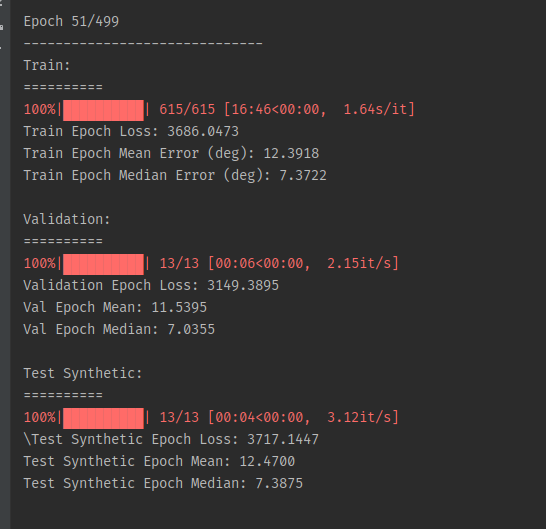 Epoch 51/499
------------------------------
Train:
==========
100%|██████████| 615/615 [16:46<00:00,  1.64s/it]
Train Epoch Loss: 3686.0473
Train Epoch Mean Error (deg): 12.3918
Train Epoch Median Error (deg): 7.3722

Validation:
==========
100%|██████████| 13/13 [00:06<00:00,  2.15it/s]
Validation Epoch Loss: 3149.3895
Val Epoch Mean: 11.5395
Val Epoch Median: 7.0355

Test Synthetic:
==========
100%|██████████| 13/13 [00:04<00:00,  3.12it/s]
\Test Synthetic Epoch Loss: 3717.1447
Test Synthetic Epoch Mean: 12.4700
Test Synthetic Epoch Median: 7.3875